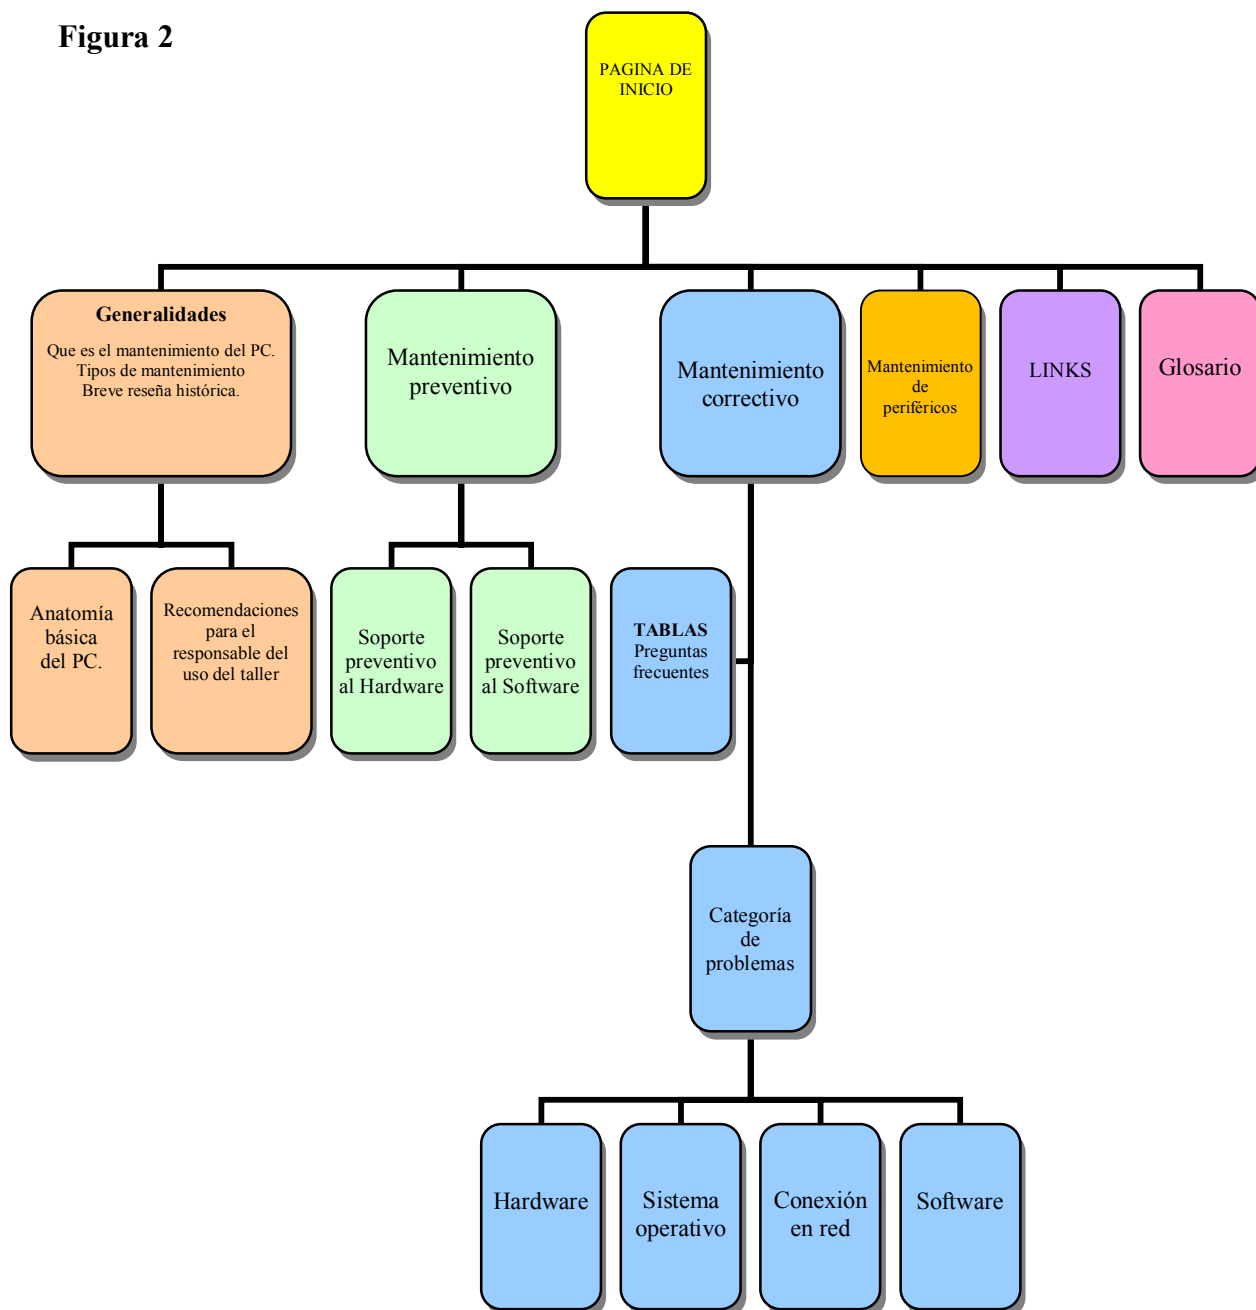 Figura 2
PAGINA DE
INICIO
Generalidades
Que es el mantenimiento del PC.
Tipos de mantenimiento
Breve reseña histórica.
Mantenimiento
preventivo
Mantenimiento
correctivo
Mantenimiento
de
periféricos
LINKS
Glosario
Anatomía
básica
del PC.
Recomendaciones
para el
responsable del
uso del taller
Soporte
preventivo
al Hardware
Soporte
preventivo
al Software
TABLAS
Preguntas
frecuentes
Categoría
de
problemas
Hardware
Sistema
operativo
Conexión
en red
Software